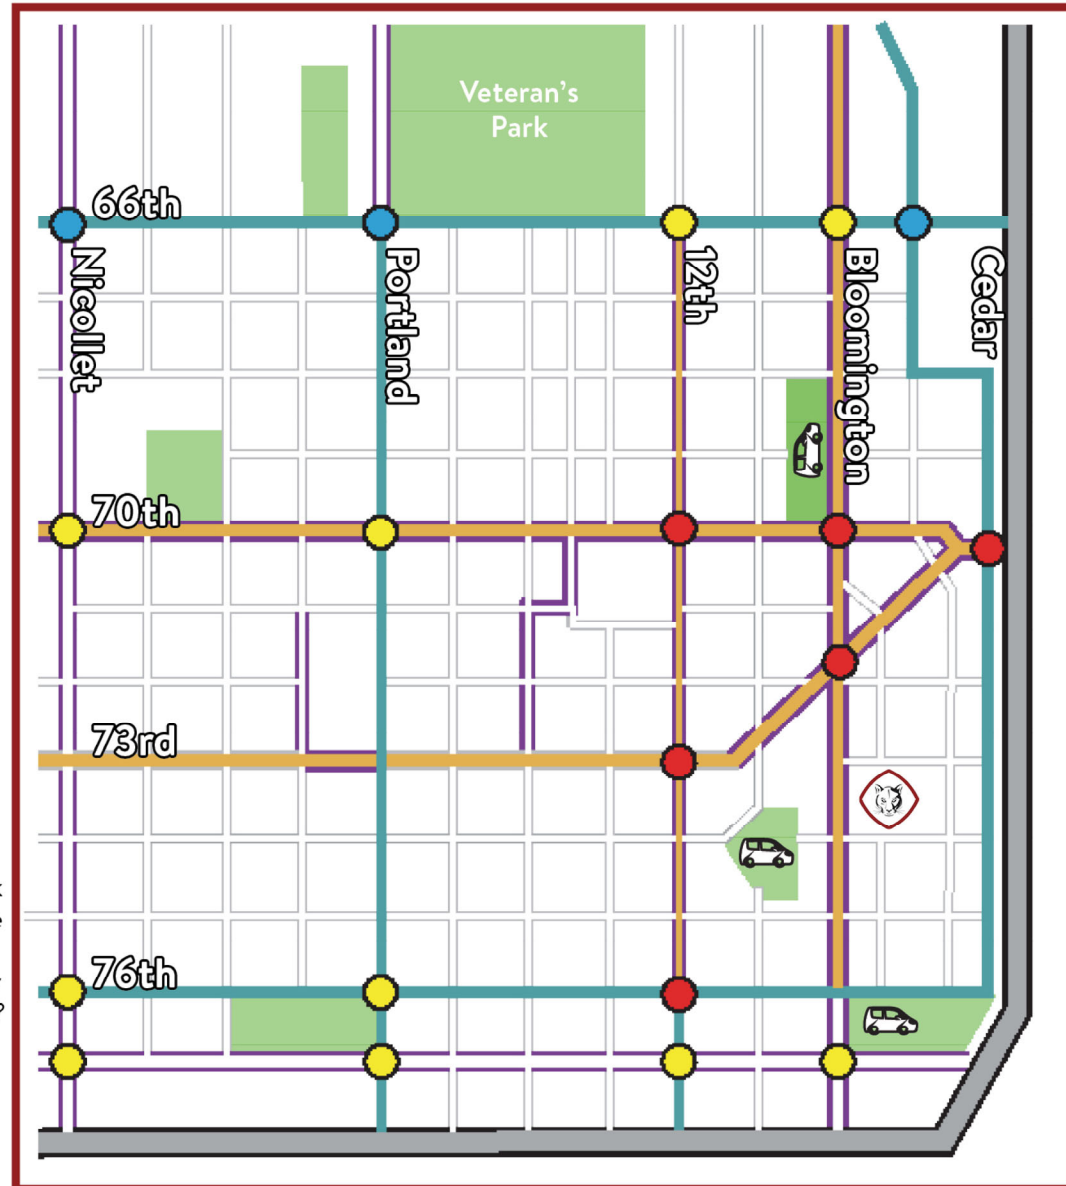 Veteran's
Park
66th
Nicollet
Portland
12th
Bloomington
Cedar
70th
73rd
76th